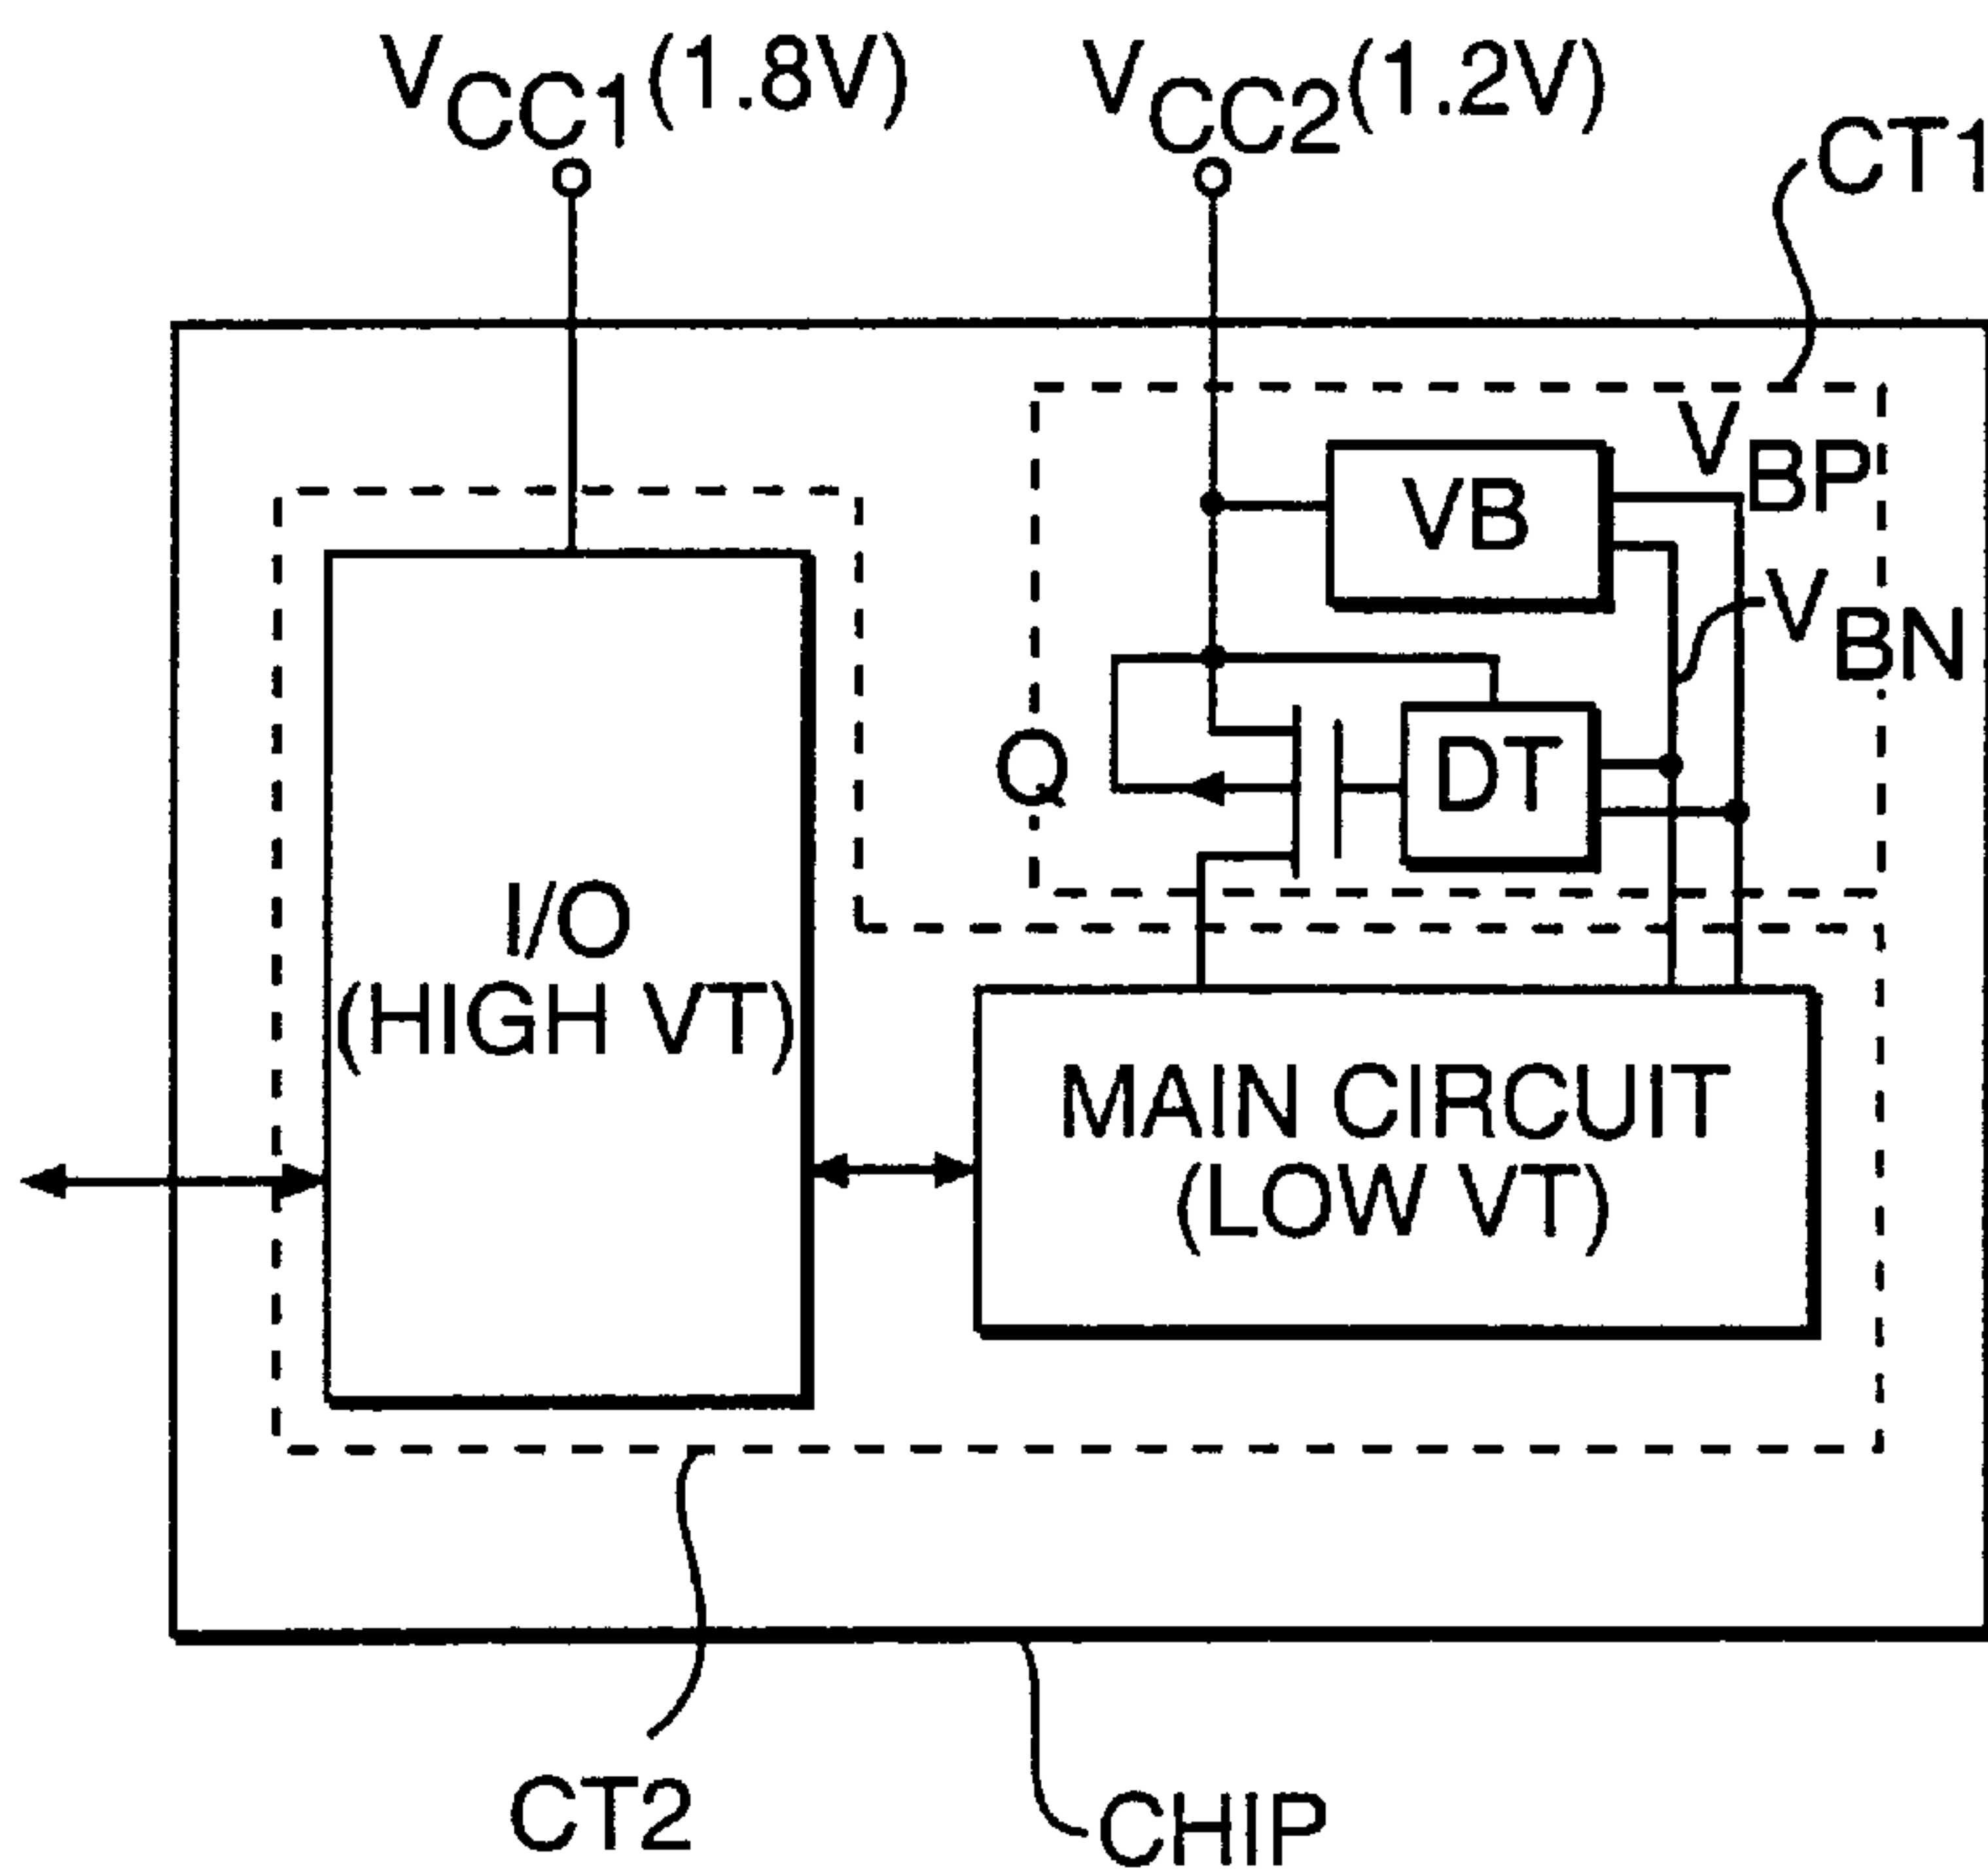 VCC1(1.8V)
VCC2(1.2V)
CT1
VBP
VB
VBN
Q
DT
I/O
(HIGH VT)
MAIN CIRCUIT
(LOW VT)
CT2
CHIP